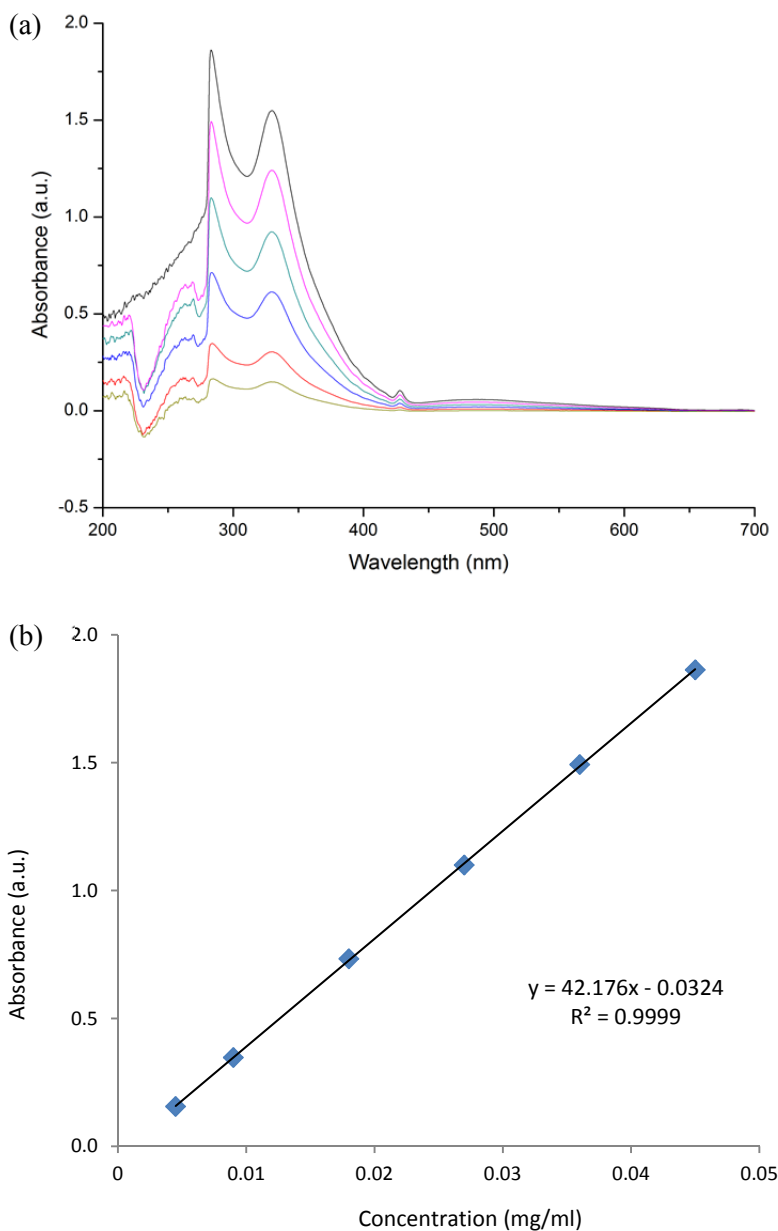 (a)
2.0
1.5
1.0
0.5
0.0
-0.5
Absorbance (a.u.)
200 300 400 500 600 700
Wavelength (nm)
(b)
2.0
1.5
1.0
0.5
0.0
Absorbance (a.u.)
y = 42.176x - 0.0324
R² = 0.9999
0 0.01 0.02 0.03 0.04 0.05
Concentration (mg/ml)